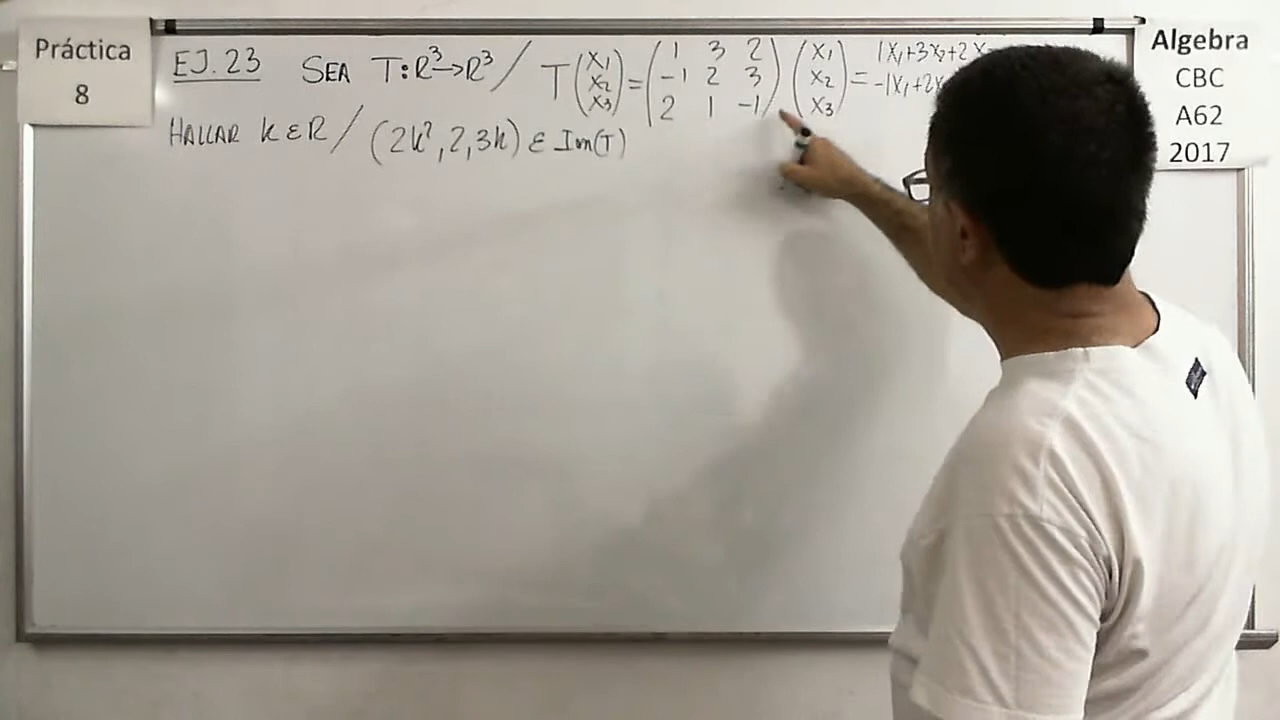 Práctica
8
EJ. 23 SEA T: R³→R³ / T(x₁ x₂ x₃) = (1 3 2
-1 2 3
2 1 -1) (x₁ x₂ x₃) = 1x₁+3x₂+2x
-1x₁+2x
HALLAR k ∈ R / (2k², 2, 3k) ∈ Im(T)
Algebra
CBC
A62
2017